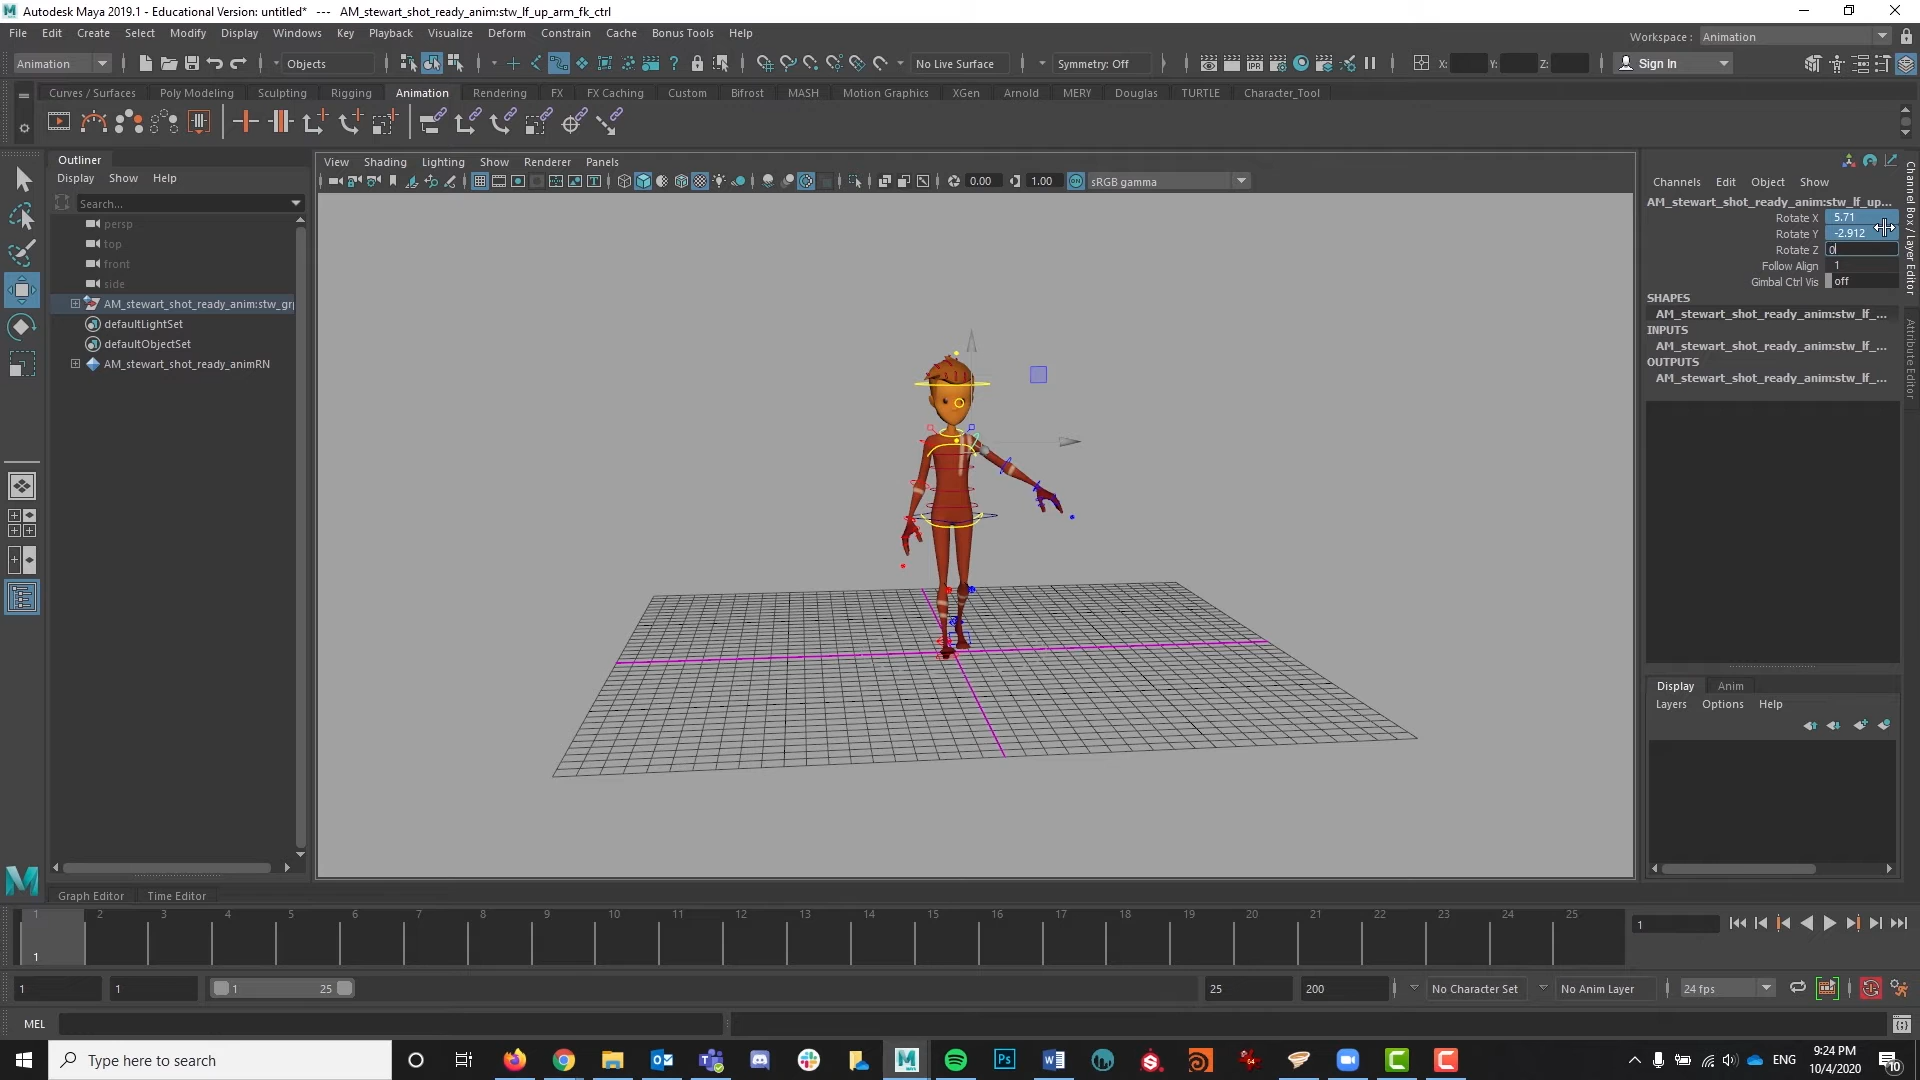 Autodesk Maya 2019.1 - Educational Version: untitled*   ---   AM_stewart_shot_ready_anim:stw_lf_up_arm_fk_ctrl
File Edit Create Select Modify Display Windows Key Playback Visualize Deform Constrain Cache Bonus Tools Help
Workspace : Animation
Animation Objects No Live Surface Symmetry: Off X: Y: Z: Sign In
Curves / Surfaces Poly Modeling Sculpting Rigging Animation Rendering FX FX Caching Custom Bifrost MASH Motion Graphics XGen Arnold MERY Douglas TURTLE Character_Tool
Outliner
Display Show Help
Search...
persp
top
front
side
AM_stewart_shot_ready_anim:stw_gr
defaultLightSet
defaultObjectSet
AM_stewart_shot_ready_animRN
View Shading Lighting Show Renderer Panels
0.00 1.00 ON sRGB gamma
Channels Edit Object Show
AM_stewart_shot_ready_anim:stw_lf_up...
Rotate X 5.71
Rotate Y -2.912
Rotate Z 0
Follow Align 1
Gimbal Ctrl Vis off
SHAPES
AM_stewart_shot_ready_anim:stw_lf_...
INPUTS
AM_stewart_shot_ready_anim:stw_lf_...
OUTPUTS
AM_stewart_shot_ready_anim:stw_lf_...
Channel Box / Layer Editor
Attribute Editor
Display Anim
Layers Options Help
Graph Editor Time Editor
1 2 3 4 5 6 7 8 9 10 11 12 13 14 15 16 17 18 19 20 21 22 23 24 25
1
1
1 1 1 25 25 200 No Character Set No Anim Layer 24 fps
MEL
Type here to search
ENG
9:24 PM
10/4/2020
10